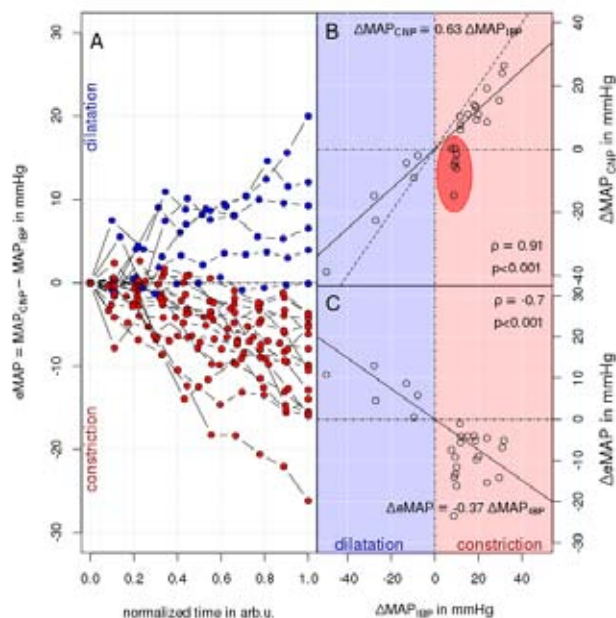 A
eMAP = MAP_CNP − MAP_IBP in mmHg
30
20
10
0
-10
-20
-30
dilatation
constriction
0.0 0.2 0.4 0.6 0.8 1.0
normalized time in arb.u.
B
ΔMAP_CNP = 0.63 ΔMAP_IBP
ρ = 0.91
p<0.001
40
20
0
-20
-40
ΔMAP_CNP in mmHg
C
ρ = -0.7
p<0.001
ΔeMAP = -0.37 ΔMAP_IBP
dilatation
constriction
30
20
10
0
-10
-20
-30
ΔeMAP in mmHg
-40 -20 0 20 40
ΔMAP_IBP in mmHg